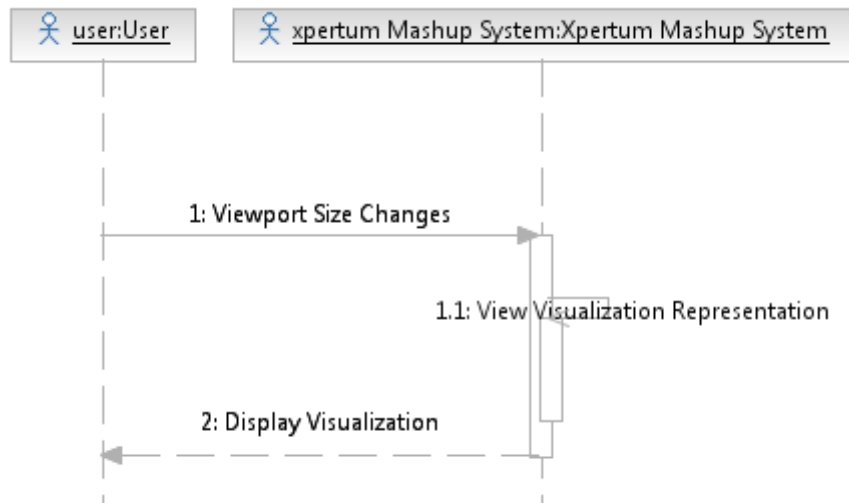 user:User
xpertum Mashup System:Xpertum Mashup System
1: Viewport Size Changes
1.1: View Visualization Representation
2: Display Visualization